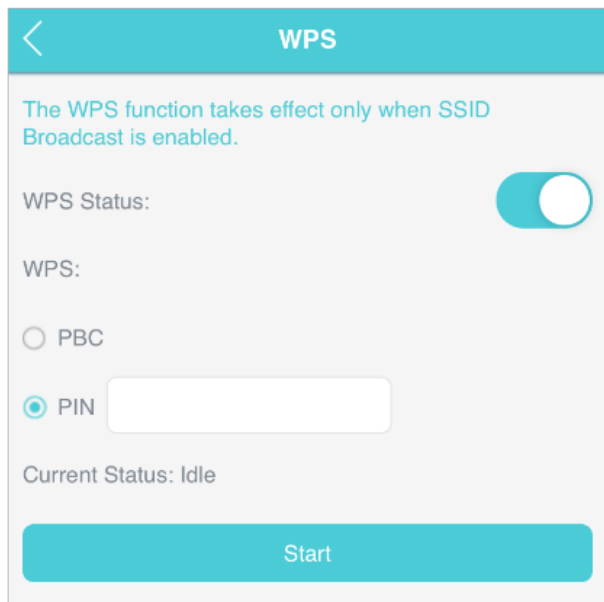 WPS
The WPS function takes effect only when SSID
Broadcast is enabled.
WPS Status:
WPS:
PBC
PIN
Current Status: Idle
Start